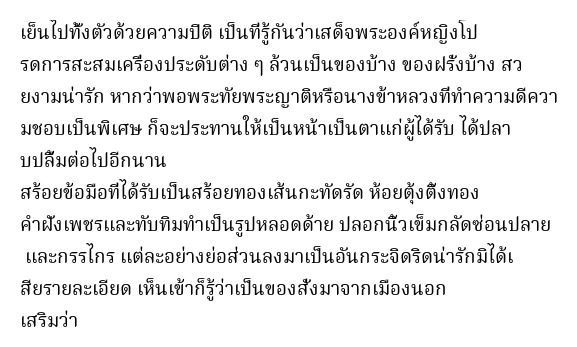 เย็นไปทั้งตัวด้วยความปีติ เป็นที่รู้กันว่าเสด็จพระองค์หญิงโป
รดการสะสมเครื่องประดับต่าง ๆ ล้วนเป็นของบ้าง ของฝรั่งบ้าง สว
ยงามน่ารัก หากว่าพอพระทัยพระญาติหรือนางข้าหลวงที่ทำความดีควา
มชอบเป็นพิเศษ ก็จะประทานให้เป็นหน้าเป็นตาแก่ผู้ได้รับ ได้ปลา
บปลื้มต่อไปอีกนาน
สร้อยข้อมือที่ได้รับเป็นสร้อยทองเส้นกะทัดรัด ห้อยตุ้งติ้งทอง
คำฝังเพชรและทับทิมทำเป็นรูปหลอดด้าย ปลอกนิ้วเข็มกลัดซ่อนปลาย
และกรรไกร แต่ละอย่างย่อส่วนลงมาเป็นอันกระจิดริดน่ารักมิได้เ
สียรายละเอียด เห็นเข้าก็รู้ว่าเป็นของสั่งมาจากเมืองนอก
เสริมว่า